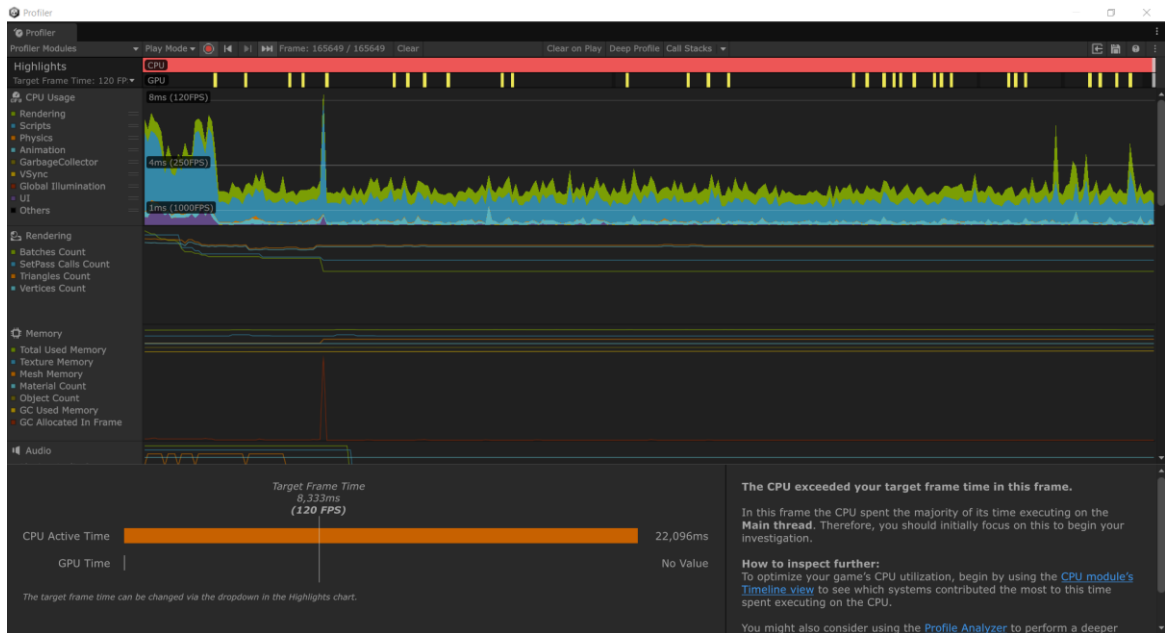 Profiler
Profiler
Profiler Modules Play Mode Frame: 165649 / 165649 Clear Clear on Play Deep Profile Call Stacks
Highlights
Target Frame Time: 120 FP
CPU
GPU
CPU Usage
Rendering
Scripts
Physics
Animation
GarbageCollector
VSync
Global Illumination
UI
Others
8ms (120FPS)
4ms (250FPS)
1ms (1000FPS)
Rendering
Batches Count
SetPass Calls Count
Triangles Count
Vertices Count
Memory
Total Used Memory
Texture Memory
Mesh Memory
Material Count
Object Count
GC Used Memory
GC Allocated In Frame
Audio
Target Frame Time
8,333ms
(120 FPS)
CPU Active Time 22,096ms
GPU Time No Value
The target frame time can be changed via the dropdown in the Highlights chart.
The CPU exceeded your target frame time in this frame.
In this frame the CPU spent the majority of its time executing on the
Main thread. Therefore, you should initially focus on this to begin your
investigation.
How to inspect further:
To optimize your game's CPU utilization, begin by using the CPU module's
Timeline view to see which systems contributed the most to this time
spent executing on the CPU.
You might also consider using the Profile Analyzer to perform a deeper